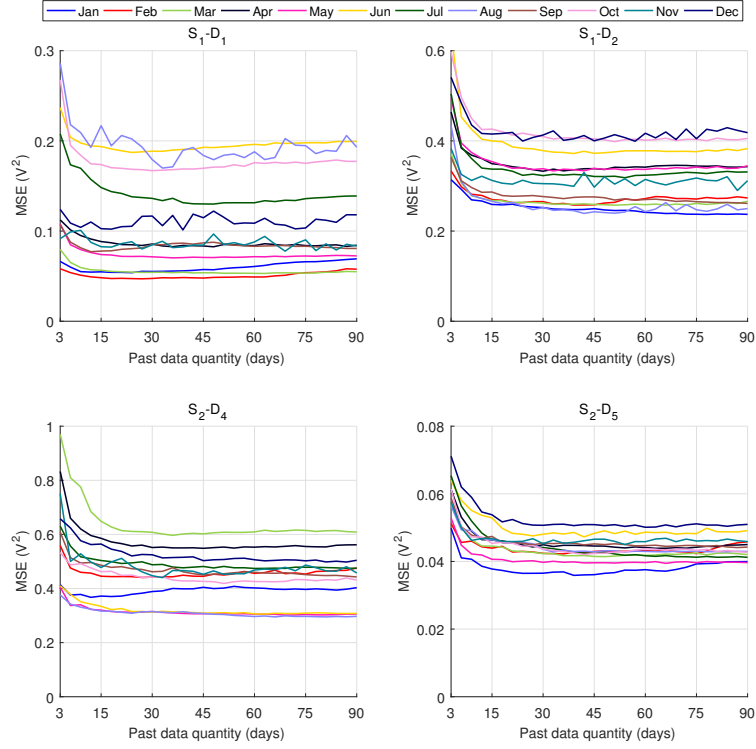 Jan Feb Mar Apr May Jun Jul Aug Sep Oct Nov Dec
S₁-D₁
MSE (V²)
0.3
0.2
0.1
0
3 15 30 45 60 75 90
Past data quantity (days)
S₁-D₂
MSE (V²)
0.6
0.4
0.2
0
3 15 30 45 60 75 90
Past data quantity (days)
S₂-D₄
MSE (V²)
1
0.8
0.6
0.4
0.2
0
3 15 30 45 60 75 90
Past data quantity (days)
S₂-D₅
MSE (V²)
0.08
0.06
0.04
0.02
0
3 15 30 45 60 75 90
Past data quantity (days)